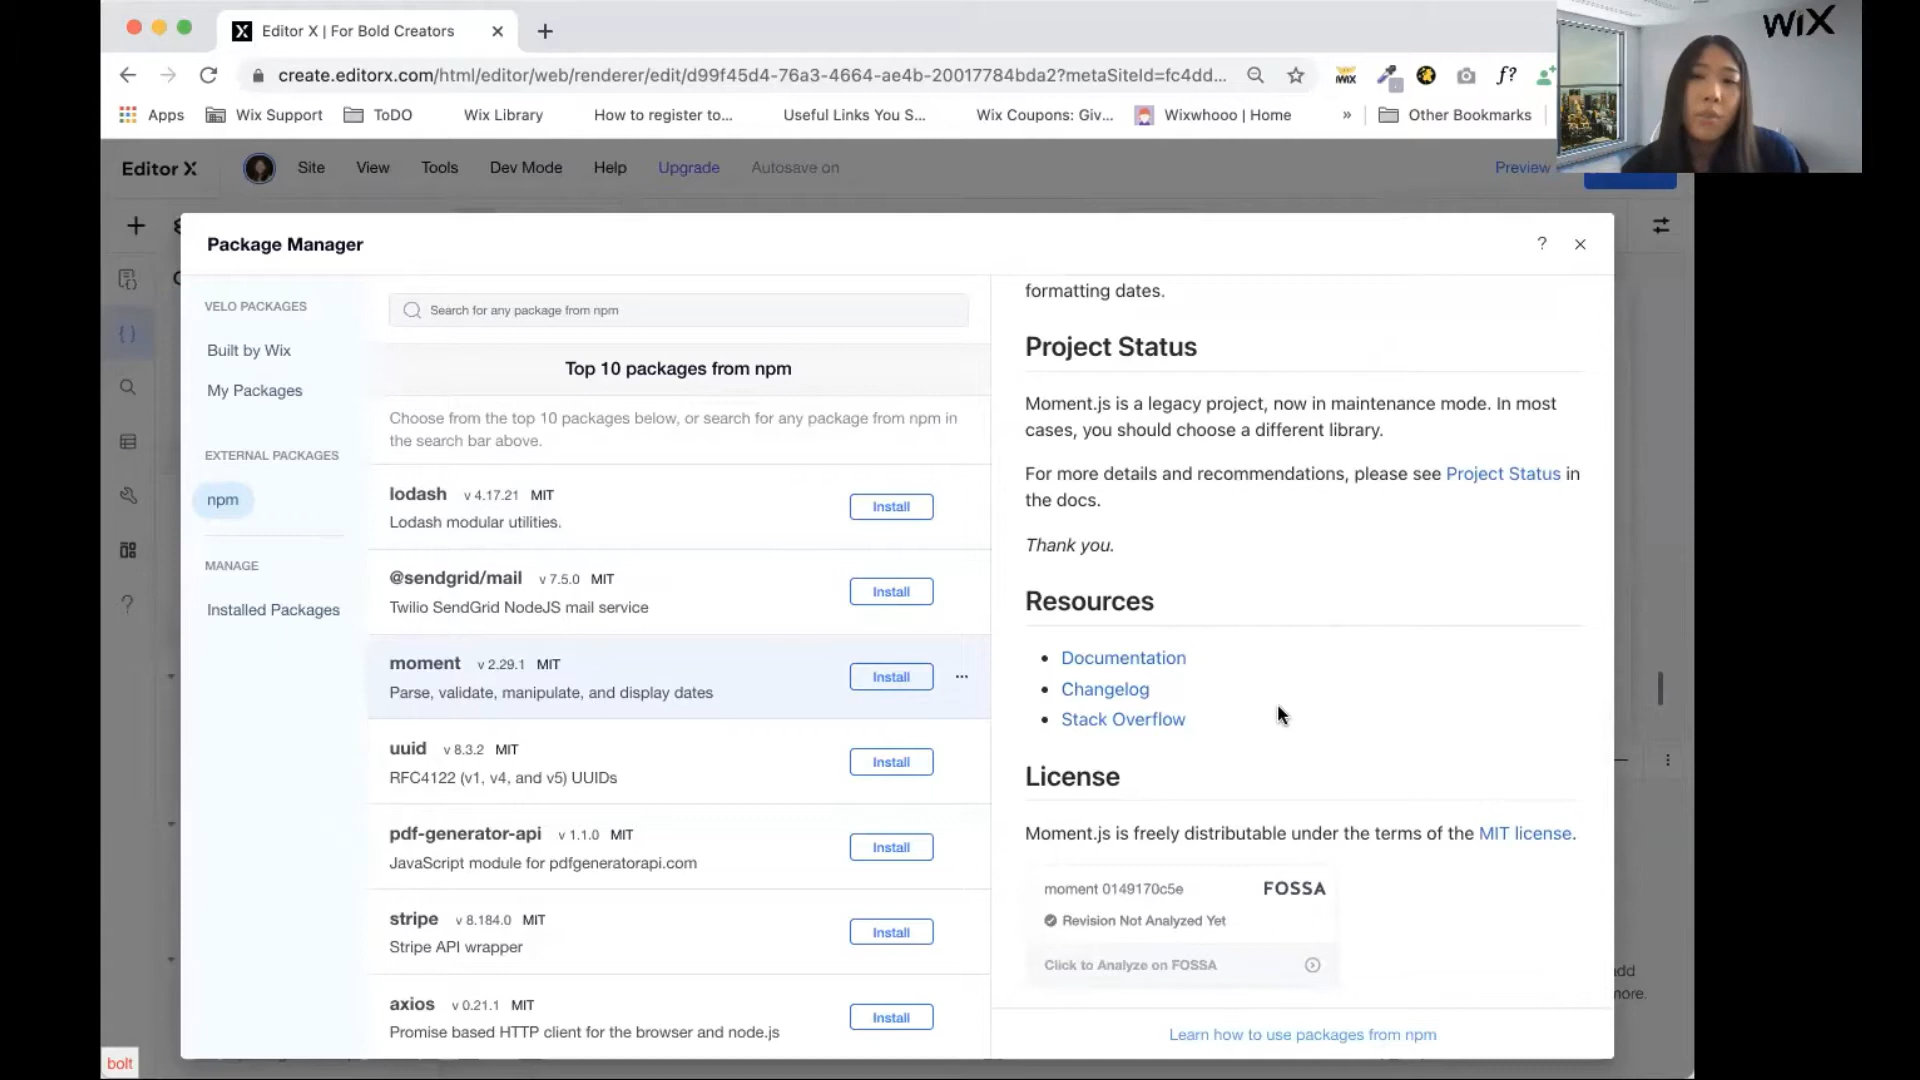 Editor X | For Bold Creators
WiX
create.editorx.com/html/editor/web/renderer/edit/d99f45d4-76a3-4664-ae4b-20017784bda2?metaSiteId=fc4dd...
WIX
f?
Apps
Wix Support
ToDO
Wix Library
How to register to...
Useful Links You S...
Wix Coupons: Giv...
Wixwhooo | Home
»
Other Bookmarks
Editor X
Site
View
Tools
Dev Mode
Help
Upgrade
Autosave on
Preview
Package Manager
?
VELO PACKAGES
Built by Wix
My Packages
EXTERNAL PACKAGES
npm
MANAGE
Installed Packages
Search for any package from npm
Top 10 packages from npm
Choose from the top 10 packages below, or search for any package from npm in
the search bar above.
lodash v 4.17.21 MIT
Lodash modular utilities.
Install
@sendgrid/mail v 7.5.0 MIT
Twilio SendGrid NodeJS mail service
Install
moment v 2.29.1 MIT
Parse, validate, manipulate, and display dates
Install
...
uuid v 8.3.2 MIT
RFC4122 (v1, v4, and v5) UUIDs
Install
pdf-generator-api v 1.1.0 MIT
JavaScript module for pdfgeneratorapi.com
Install
stripe v 8.184.0 MIT
Stripe API wrapper
Install
axios v 0.21.1 MIT
Promise based HTTP client for the browser and node.js
Install
formatting dates.
Project Status
Moment.js is a legacy project, now in maintenance mode. In most
cases, you should choose a different library.
For more details and recommendations, please see Project Status in
the docs.
Thank you.
Resources
• Documentation
• Changelog
• Stack Overflow
License
Moment.js is freely distributable under the terms of the MIT license.
moment 0149170c5e
FOSSA
Revision Not Analyzed Yet
Click to Analyze on FOSSA
Learn how to use packages from npm
more.
bolt